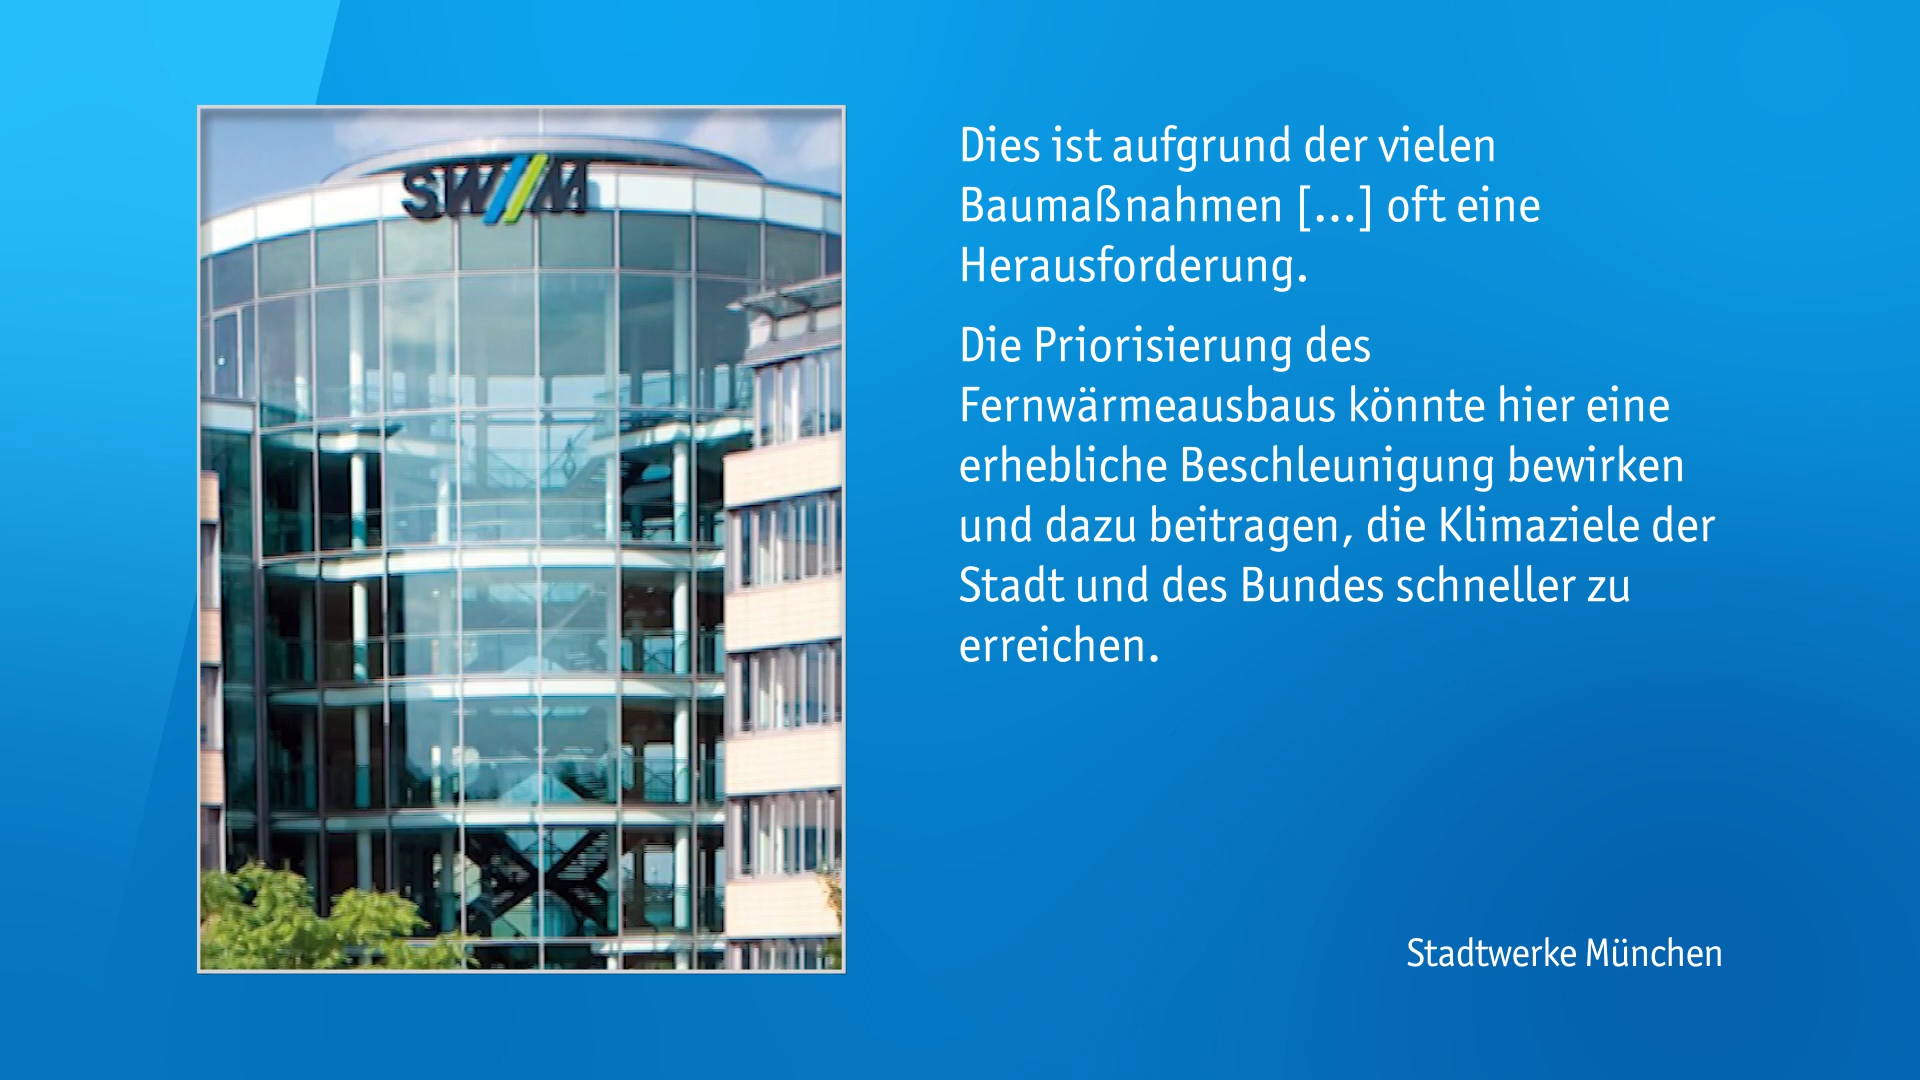 SWM
Dies ist aufgrund der vielen
Baumaßnahmen [...] oft eine
Herausforderung.
Die Priorisierung des
Fernwärmeausbaus könnte hier eine
erhebliche Beschleunigung bewirken
und dazu beitragen, die Klimaziele der
Stadt und des Bundes schneller zu
erreichen.
Stadtwerke München